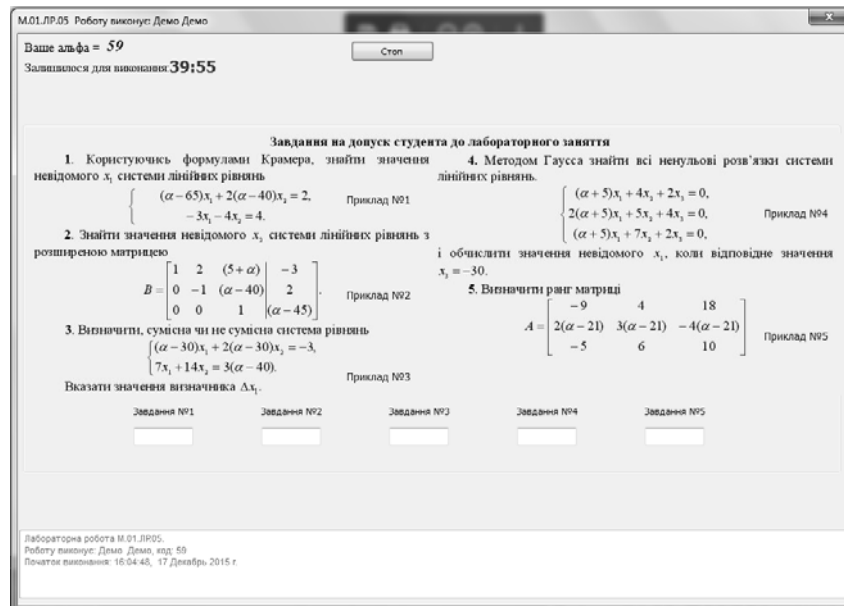 М.01.ЛР.05 Роботу виконує: Демо Демо
Ваше альфа = 59
Стоп
Залишилося для виконання: 39:55
Завдання на допуск студента до лабораторного заняття
1. Користуючись формулами Крамера, знайти значення
невідомого x₁ системи лінійних рівнянь
(α − 65)x₁ + 2(α − 40)x₂ = 2,
− 3x₁ − 4x₂ = 4.
Приклад №1
2. Знайти значення невідомого x₃ системи лінійних рівнянь з
розширеною матрицею
B = [1 2 (5 + α) | −3
0 −1 (α − 40) | 2
0 0 1 | (α − 45)].
Приклад №2
3. Визначити, сумісна чи не сумісна система рівнянь
(α − 30)x₁ + 2(α − 30)x₂ = −3,
7x₁ + 14x₂ = 3(α − 40).
Приклад №3
Вказати значення визначника Δx₁.
4. Методом Гаусса знайти всі ненульові розв'язки системи
лінійних рівнянь.
(α + 5)x₁ + 4x₂ + 2x₃ = 0,
2(α + 5)x₁ + 5x₂ + 4x₃ = 0,
(α + 5)x₁ + 7x₂ + 2x₃ = 0,
Приклад №4
і обчислити значення невідомого x₁, коли відповідне значення
x₃ = −30.
5. Визначити ранг матриці
A = [−9 4 18
2(α − 21) 3(α − 21) −4(α − 21)
−5 6 10]
Приклад №5
Завдання №1 Завдання №2 Завдання №3 Завдання №4 Завдання №5
Лабораторна робота М.01.ЛР05.
Роботу виконує: Демо Демо, код: 59
Початок виконання: 16:04:48, 17 Декабрь 2015 г.